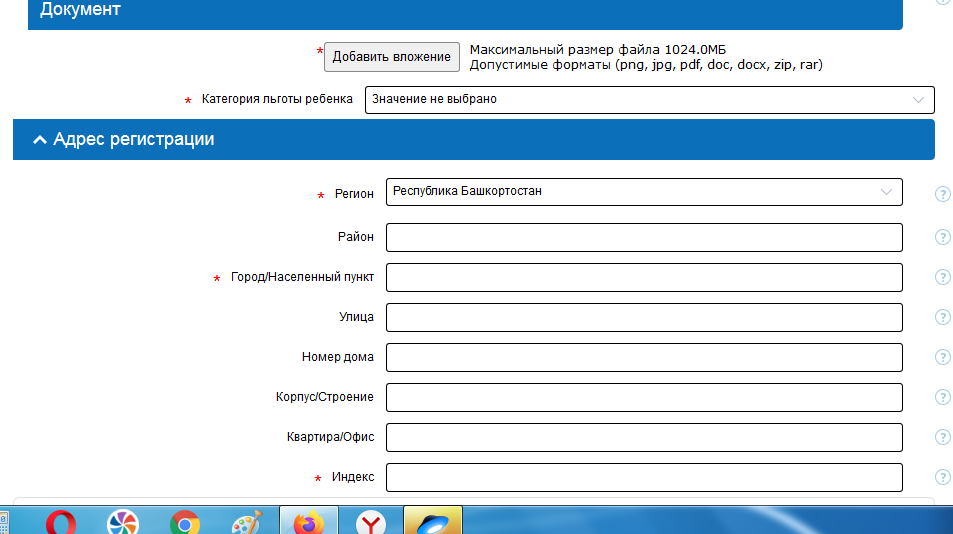 Документ
* Добавить вложение
Максимальный размер файла 1024.0МБ
Допустимые форматы (png, jpg, pdf, doc, docx, zip, rar)
* Категория льготы ребенка Значение не выбрано
Адрес регистрации
* Регион Республика Башкортостан ?
Район ?
* Город/Населенный пункт ?
Улица ?
Номер дома ?
Корпус/Строение ?
Квартира/Офис ?
* Индекс ?